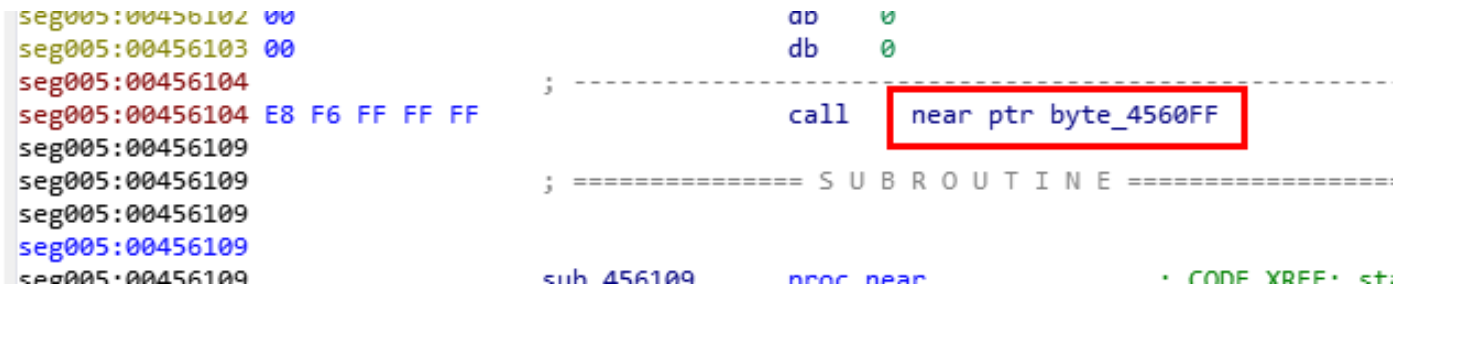 seg005:00456102 00 db 0
seg005:00456103 00 db 0
seg005:00456104 ; ---------------------------------------------------
seg005:00456104 E8 F6 FF FF FF call near ptr byte_4560FF
seg005:00456109
seg005:00456109 ; =============== S U B R O U T I N E =================
seg005:00456109
seg005:00456109
seg005:00456109 sub_456109 proc near ; CODE XREF: sta